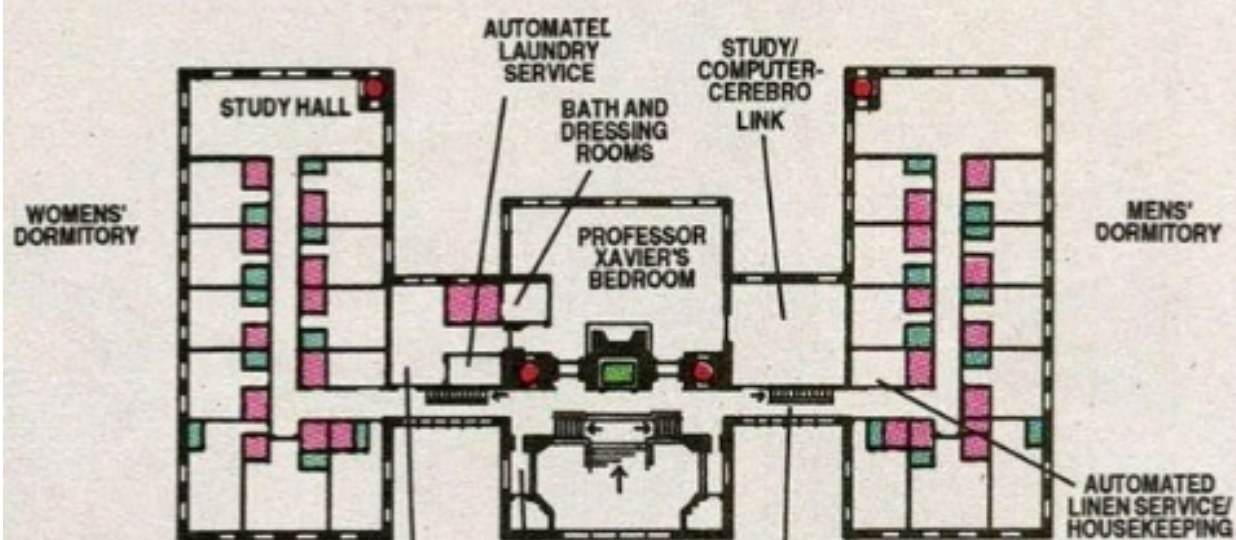 AUTOMATED
LAUNDRY
SERVICE
STUDY/
COMPUTER-
CEREBRO
LINK
STUDY HALL
BATH AND
DRESSING
ROOMS
WOMENS'
DORMITORY
PROFESSOR
XAVIER'S
BEDROOM
MENS'
DORMITORY
AUTOMATED
LINEN SERVICE/
HOUSEKEEPING